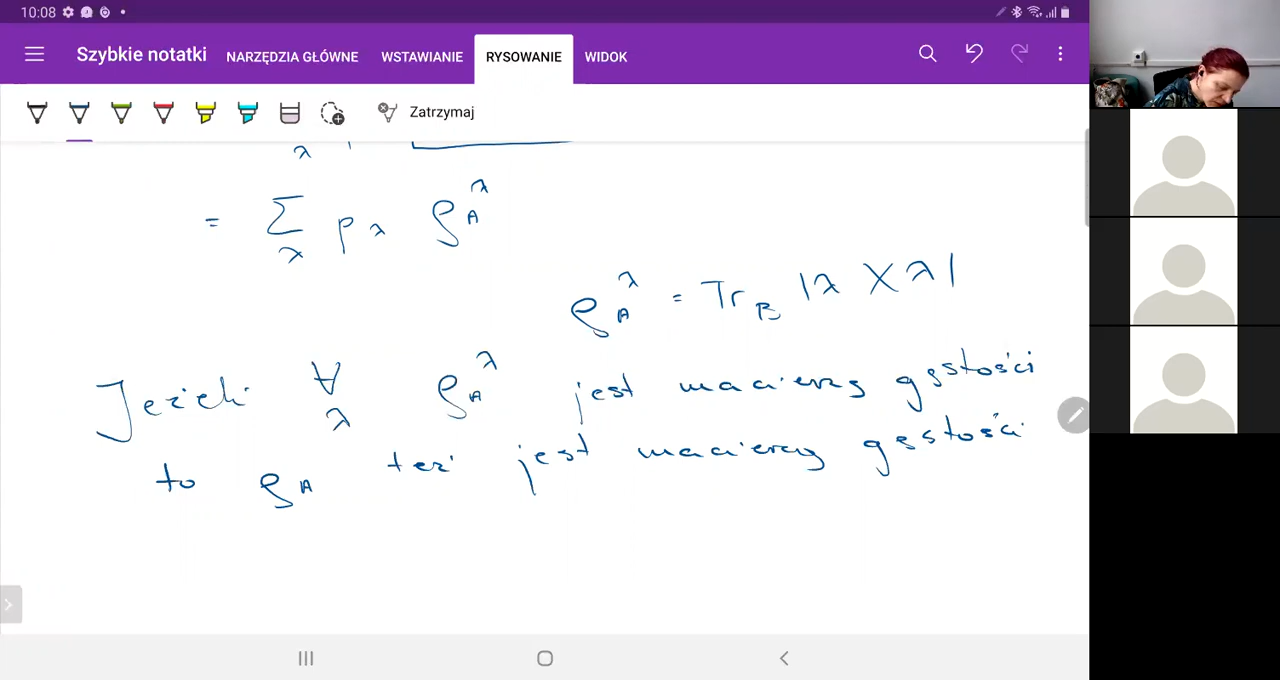 10:08
Szybkie notatki NARZĘDZIA GŁÓWNE WSTAWIANIE RYSOWANIE WIDOK
Zatrzymaj
λ
= Σ_λ p_λ ρ_A^λ
ρ_A^λ = Tr_B |λ X λ|
Jeżeli ∀_λ ρ_A^λ jest macierzą gęstości
to ρ_A też jest macierzą gęstości